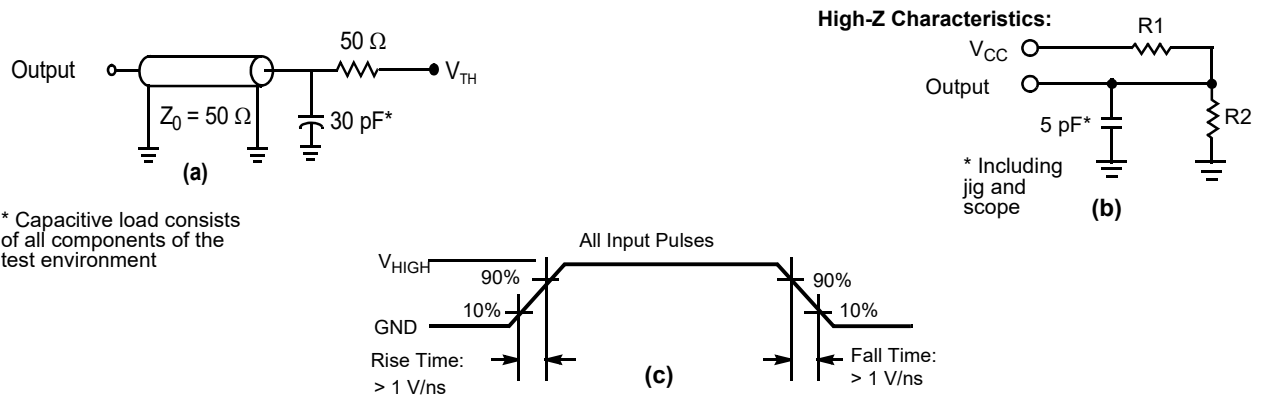 50 Ω
Output
V_TH
Z_0 = 50 Ω
30 pF*
(a)
* Capacitive load consists
of all components of the
test environment
High-Z Characteristics:
R1
V_CC
Output
R2
5 pF*
* Including
jig and
scope
(b)
All Input Pulses
V_HIGH
90%
90%
10%
10%
GND
Rise Time:
> 1 V/ns
(c)
Fall Time:
> 1 V/ns